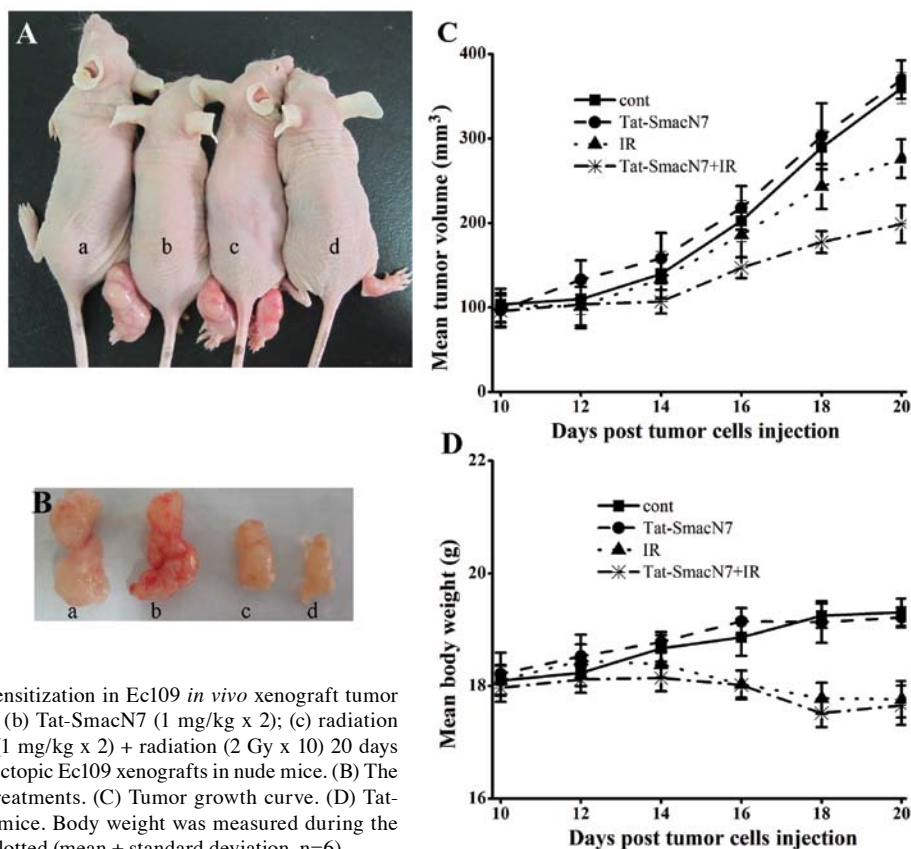 A
a
b
c
d
B
a
b
c
d
ensitization in Ec109 in vivo xenograft tumor
(b) Tat-SmacN7 (1 mg/kg x 2); (c) radiation
1 mg/kg x 2) + radiation (2 Gy x 10) 20 days
ctopic Ec109 xenografts in nude mice. (B) The
reatments. (C) Tumor growth curve. (D) Tat-
mice. Body weight was measured during the
lotted (mean + standard deviation, n=6)
C
400
300
200
100
0
Mean tumor volume (mm³)
cont
Tat-SmacN7
IR
Tat-SmacN7+IR
10 12 14 16 18 20
Days post tumor cells injection
D
22
20
18
16
Mean body weight (g)
cont
Tat-SmacN7
IR
Tat-SmacN7+IR
10 12 14 16 18 20
Days post tumor cells injection